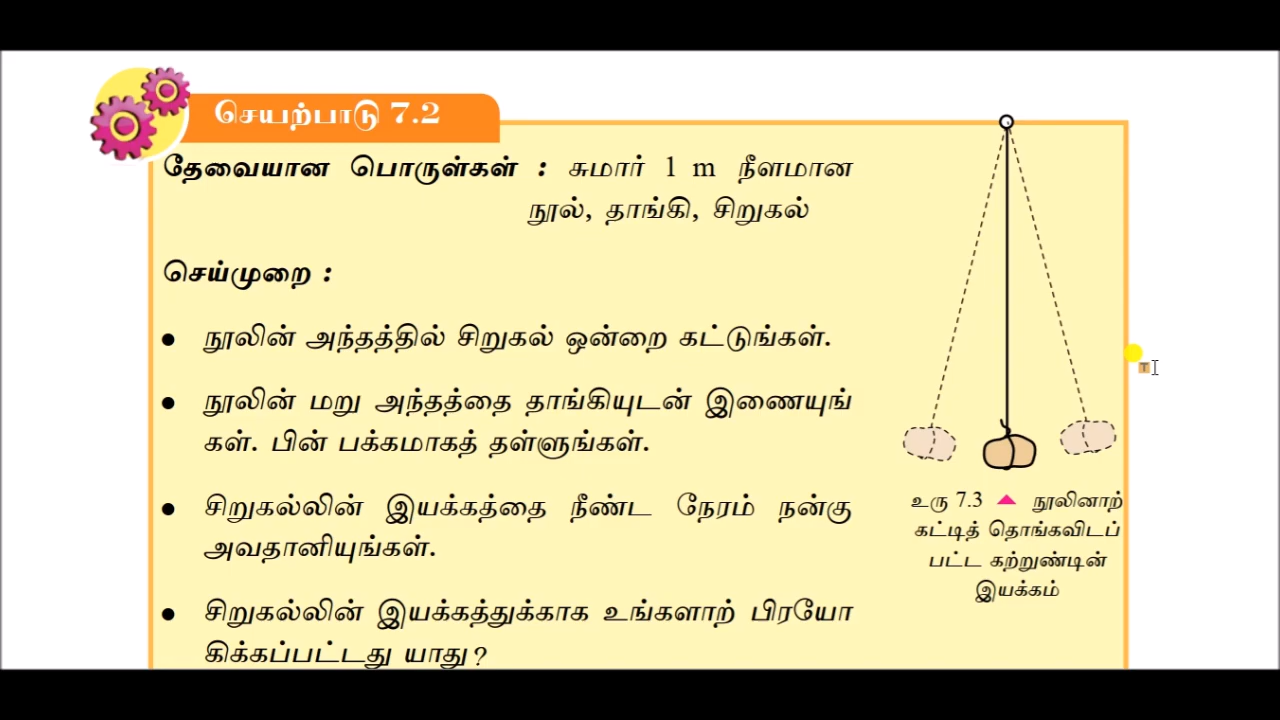 செயற்பாடு 7.2
தேவையான பொருள்கள் : சுமார் 1 m நீளமான
நூல், தாங்கி, சிறுகல்
செய்முறை :
● நூலின் அந்தத்தில் சிறுகல் ஒன்றை கட்டுங்கள்.
● நூலின் மறு அந்தத்தை தாங்கியுடன் இணையுங்
கள். பின் பக்கமாகத் தள்ளுங்கள்.
● சிறுகல்லின் இயக்கத்தை நீண்ட நேரம் நன்கு
அவதானியுங்கள்.
● சிறுகல்லின் இயக்கத்துக்காக உங்களாற் பிரயோ
கிக்கப்பட்டது யாது?
உரு 7.3 ▲ நூலினாற்
கட்டித் தொங்கவிடப்
பட்ட கற்றுண்டின்
இயக்கம்